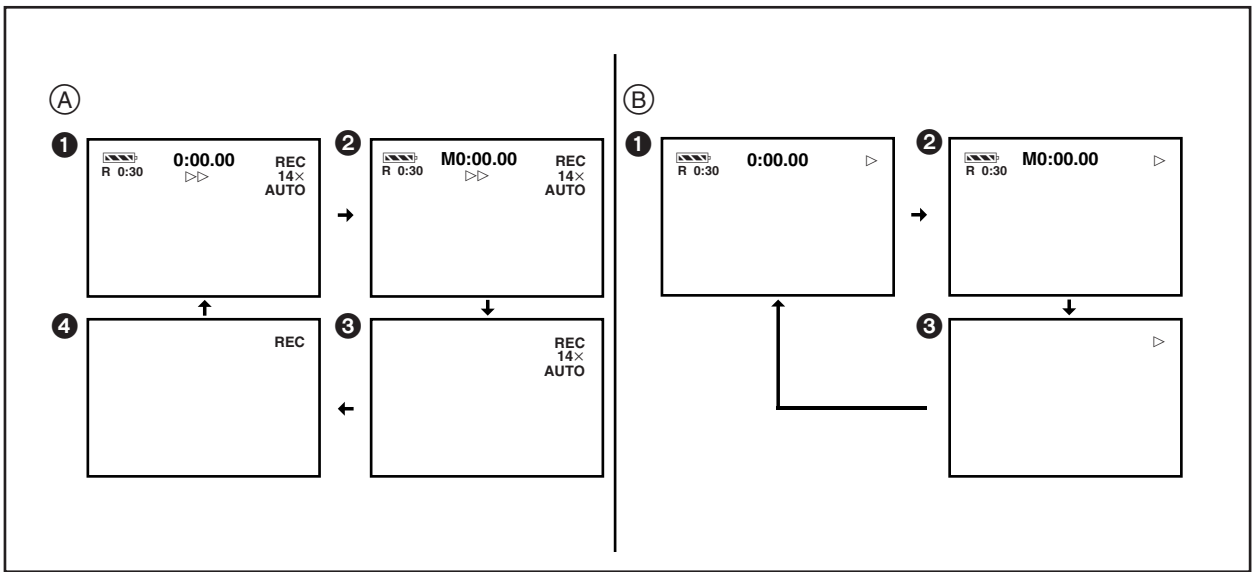 A
1
0:00.00 REC
R 0:30 ▷▷ 14×
AUTO
2
M0:00.00 REC
R 0:30 ▷▷ 14×
AUTO
4
REC
3
REC
14×
AUTO
B
1
0:00.00 ▷
R 0:30
2
M0:00.00 ▷
R 0:30
3
▷